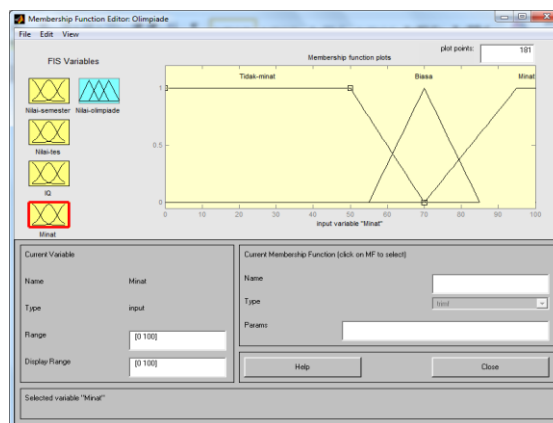 Membership Function Editor: Olimpiade
File Edit View
FIS Variables
Nilai-semester
Nilai-olimpiade
Nilai-tes
IQ
Minat
plot points:
181
Membership function plots
Tidak-minat
Biasa
Minat
1
0.5
0
0 10 20 30 40 50 60 70 80 90 100
input variable "Minat"
Current Variable
Name Minat
Type input
Range [0 100]
Display Range [0 100]
Current Membership Function (click on MF to select)
Name
Type trimf
Params
Help
Close
Selected variable "Minat"